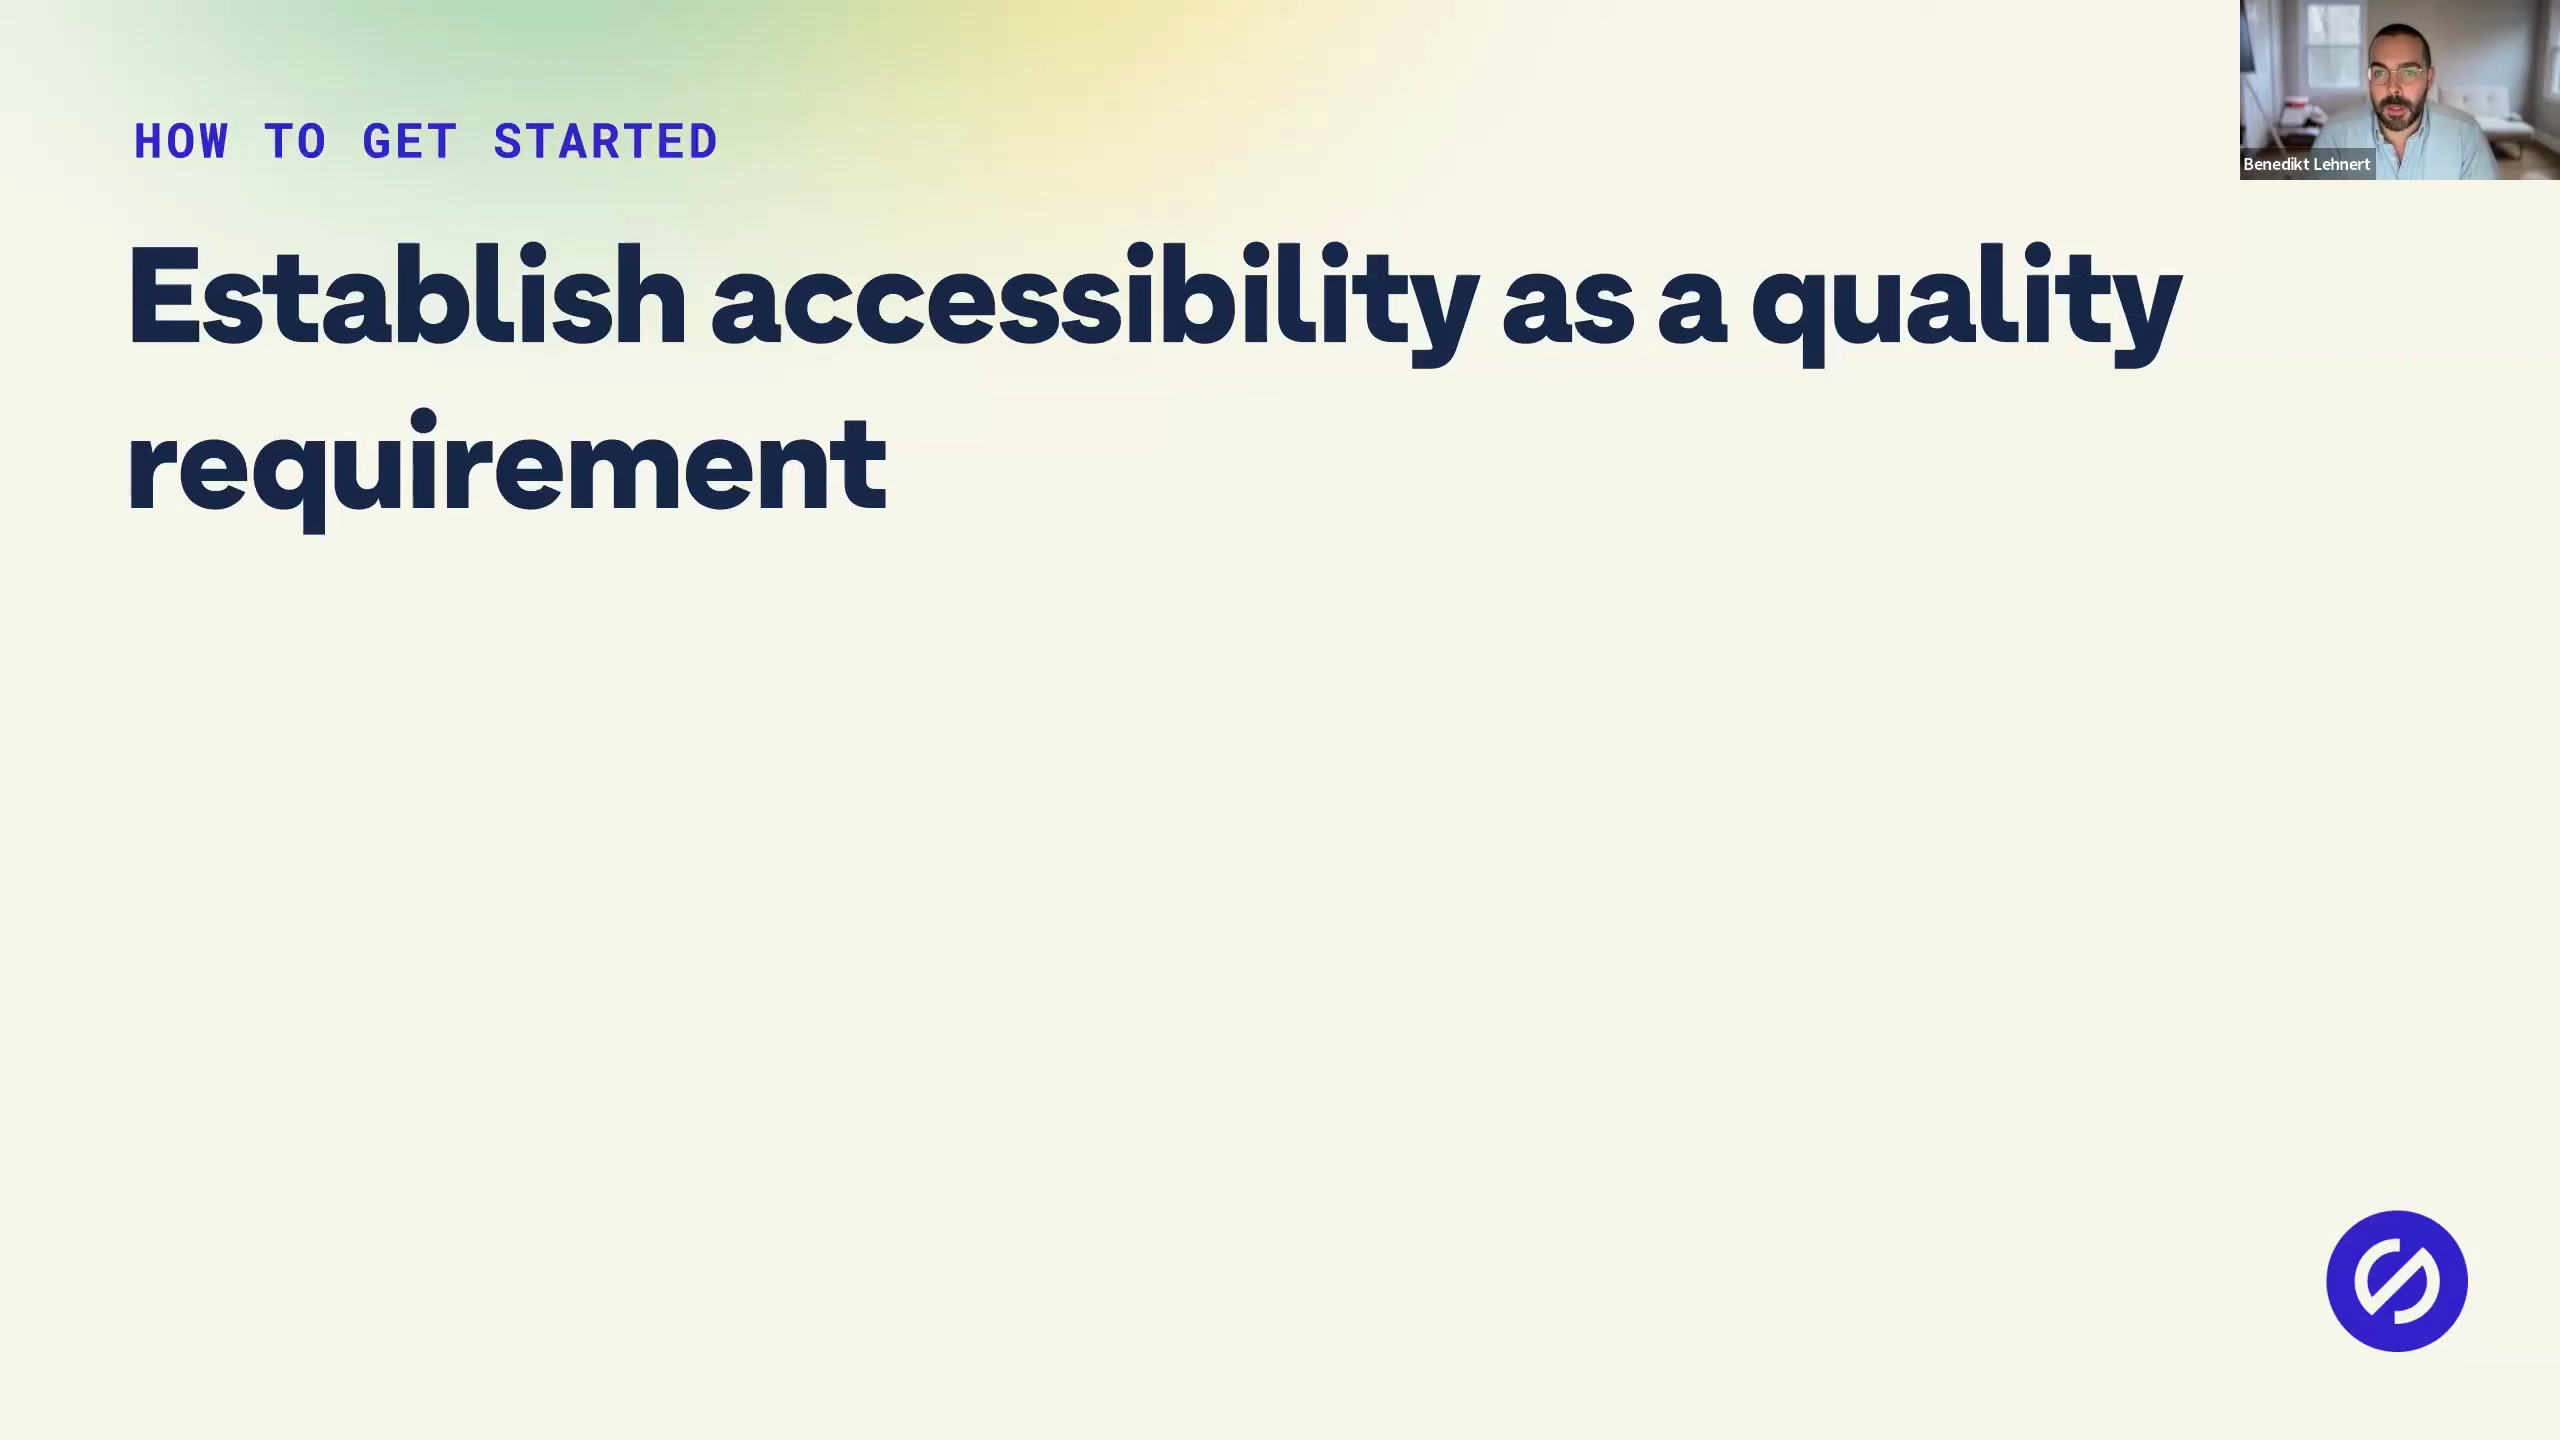 HOW TO GET STARTED
Benedikt Lehnert
Establish accessibility as a quality
requirement